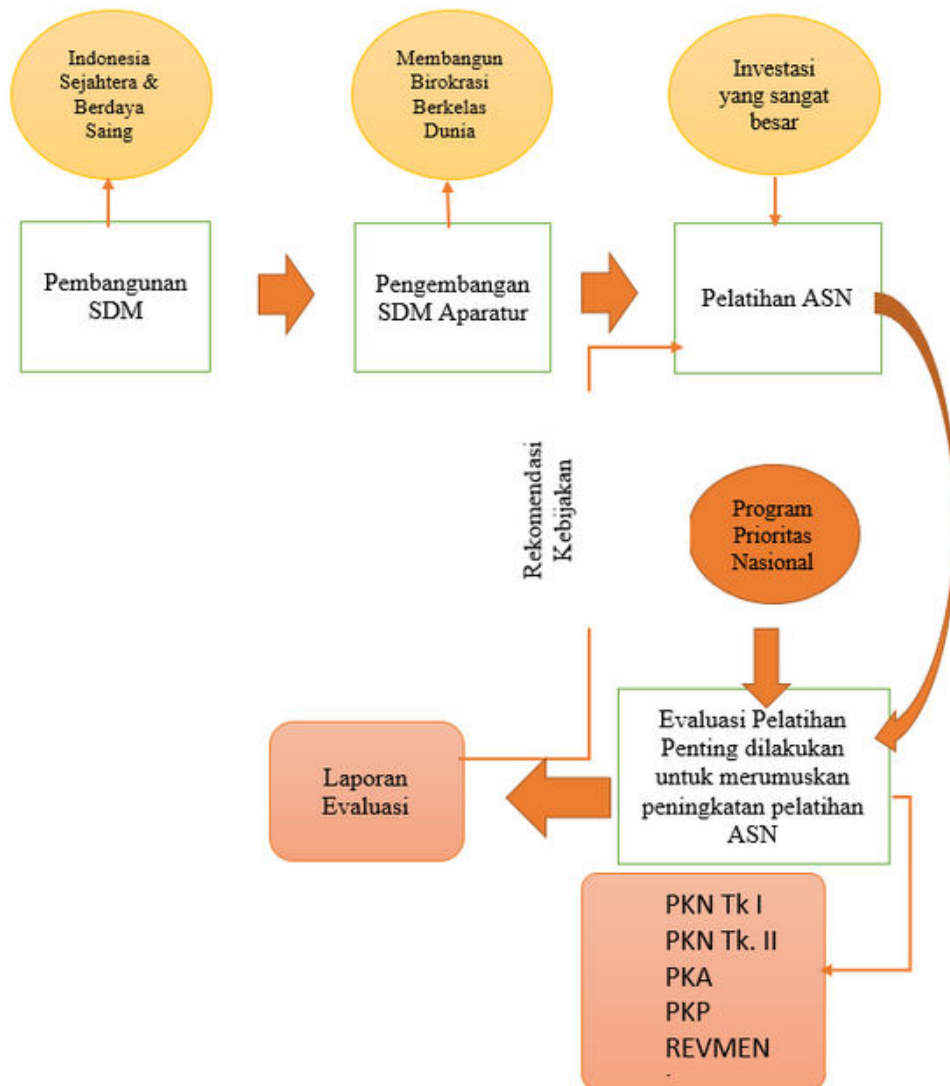 Indonesia
Sejahtera &
Berdaya
Saing
Membangun
Birokrasi
Berkelas
Dunia
Investasi
yang sangat
besar
Pembangunan
SDM
Pengembangan
SDM Aparatur
Pelatihan ASN
Rekomendasi
Kebijakan
Program
Prioritas
Nasional
Evaluasi Pelatihan
Penting dilakukan
untuk merumuskan
peningkatan pelatihan
ASN
Laporan
Evaluasi
PKN Tk I
PKN Tk. II
PKA
PKP
REVMEN